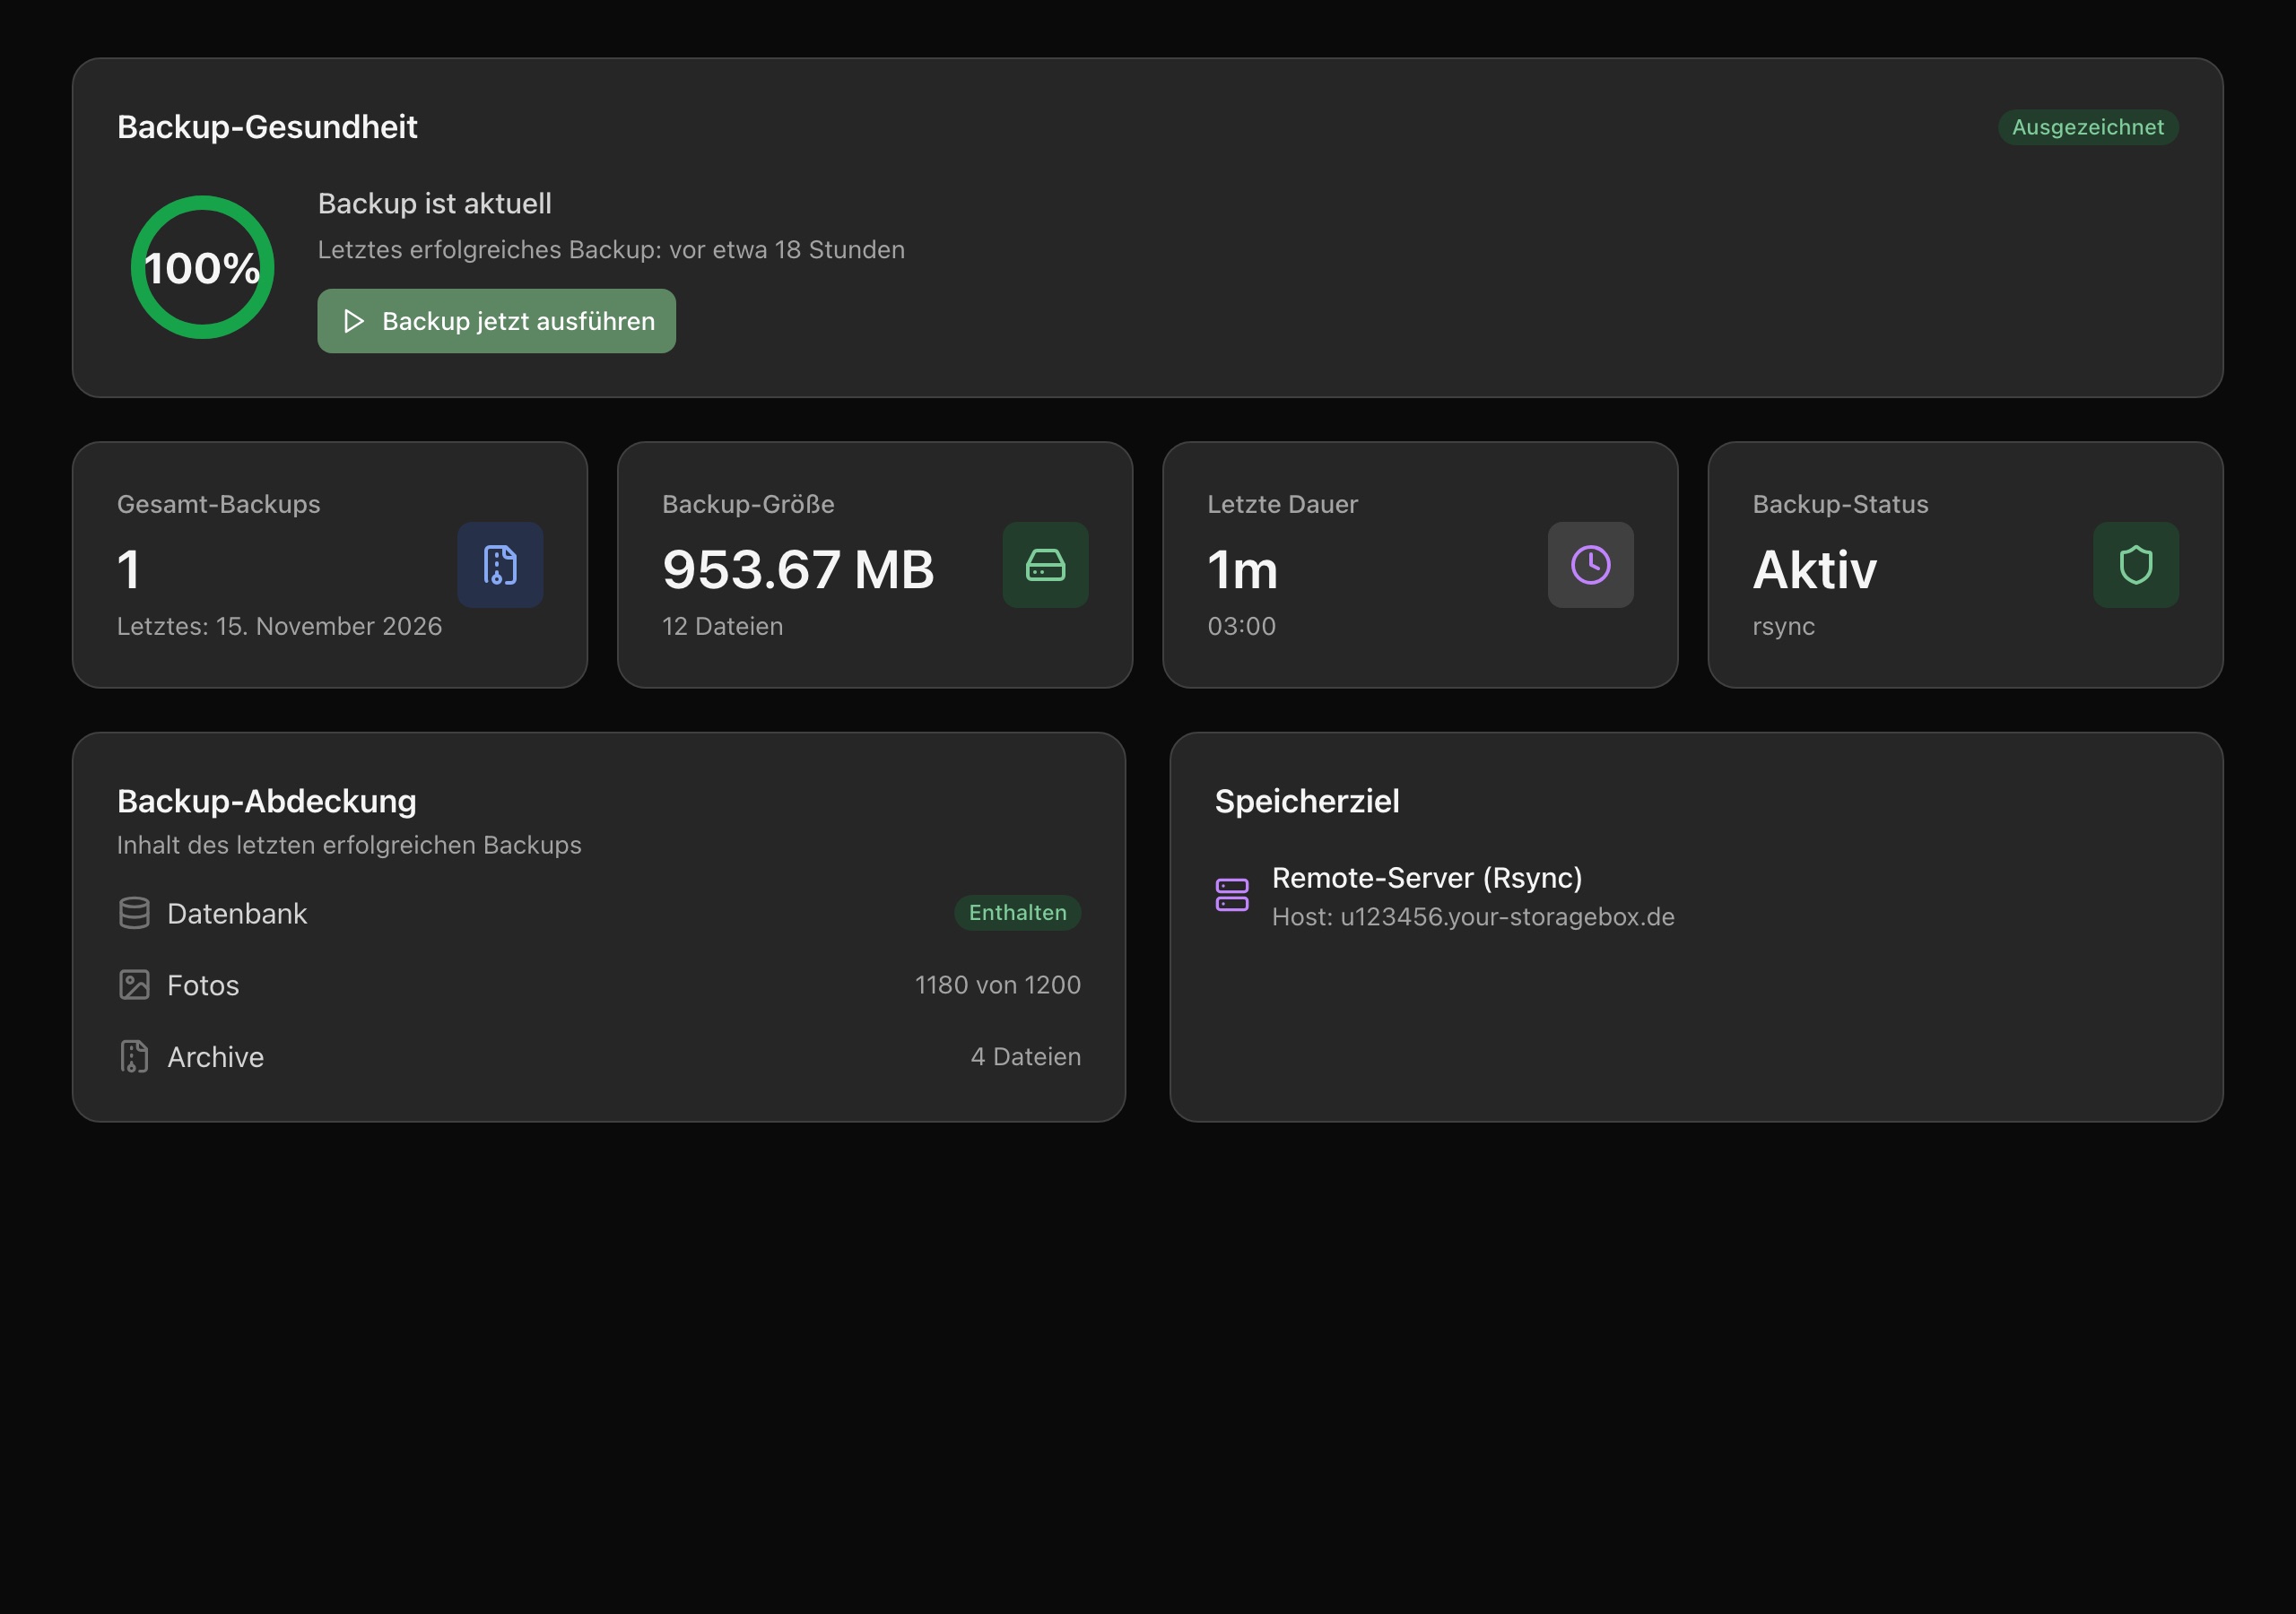 Backup-Gesundheit
Ausgezeichnet
100%
Backup ist aktuell
Letztes erfolgreiches Backup: vor etwa 18 Stunden
Backup jetzt ausführen
Gesamt-Backups
1
Letztes: 15. November 2026
Backup-Größe
953.67 MB
12 Dateien
Letzte Dauer
1m
03:00
Backup-Status
Aktiv
rsync
Backup-Abdeckung
Inhalt des letzten erfolgreichen Backups
Datenbank
Enthalten
Fotos
1180 von 1200
Archive
4 Dateien
Speicherziel
Remote-Server (Rsync)
Host: u123456.your-storagebox.de